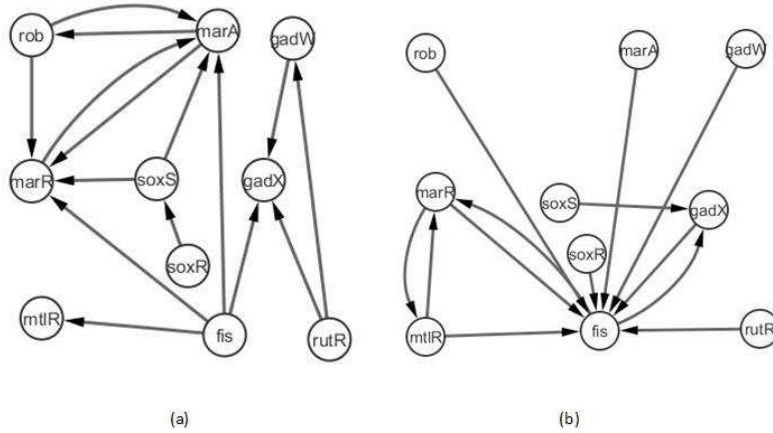 rob
marA
gadW
marR
soxS
gadX
soxR
mtlR
fis
rutR
(a)
rob
marA
gadW
marR
soxS
gadX
soxR
mtlR
fis
rutR
(b)